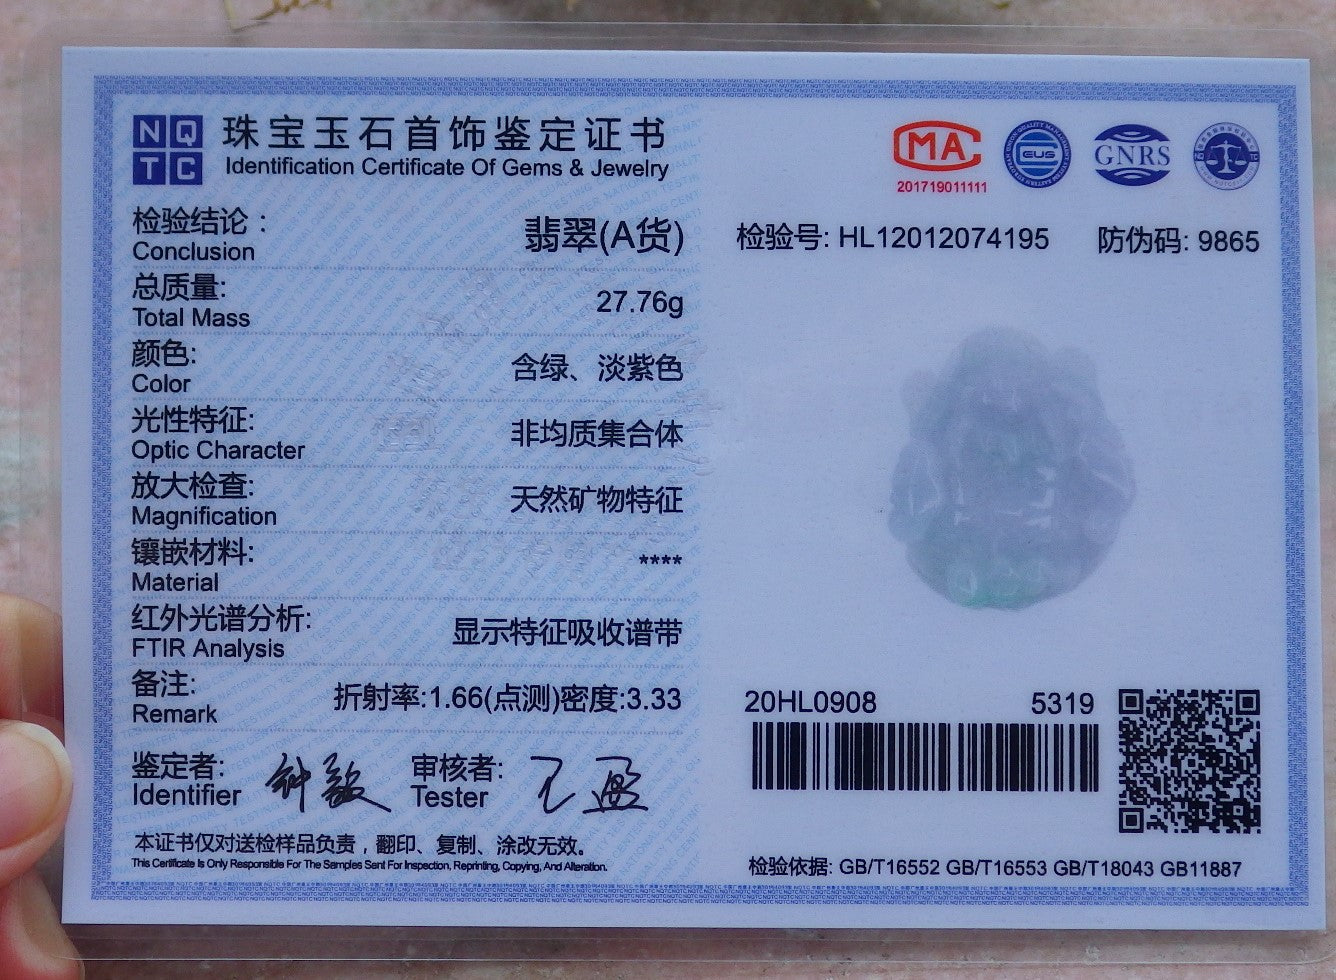 NQTC
珠宝玉石首饰鉴定证书
Identification Certificate Of Gems & Jewelry
检验结论：
Conclusion
翡翠(A货)
总质量:
Total Mass
27.76g
颜色:
Color
含绿、淡紫色
光性特征:
Optic Character
非均质集合体
放大检查:
Magnification
天然矿物特征
镶嵌材料:
Material
****
红外光谱分析:
FTIR Analysis
显示特征吸收谱带
备注:
Remark
折射率:1.66(点测)密度:3.33
鉴定者:
Identifier
审核者:
Tester
本证书仅对送检样品负责，翻印、复制、涂改无效。
This Certificate Is Only Responsible For The Samples Sent For Inspection, Reprinting, Copying, And Alteration.
MA
201719011111
GNRS
检验号: HL12012074195 防伪码: 9865
20HL0908 5319
检验依据: GB/T16552 GB/T16553 GB/T18043 GB11887